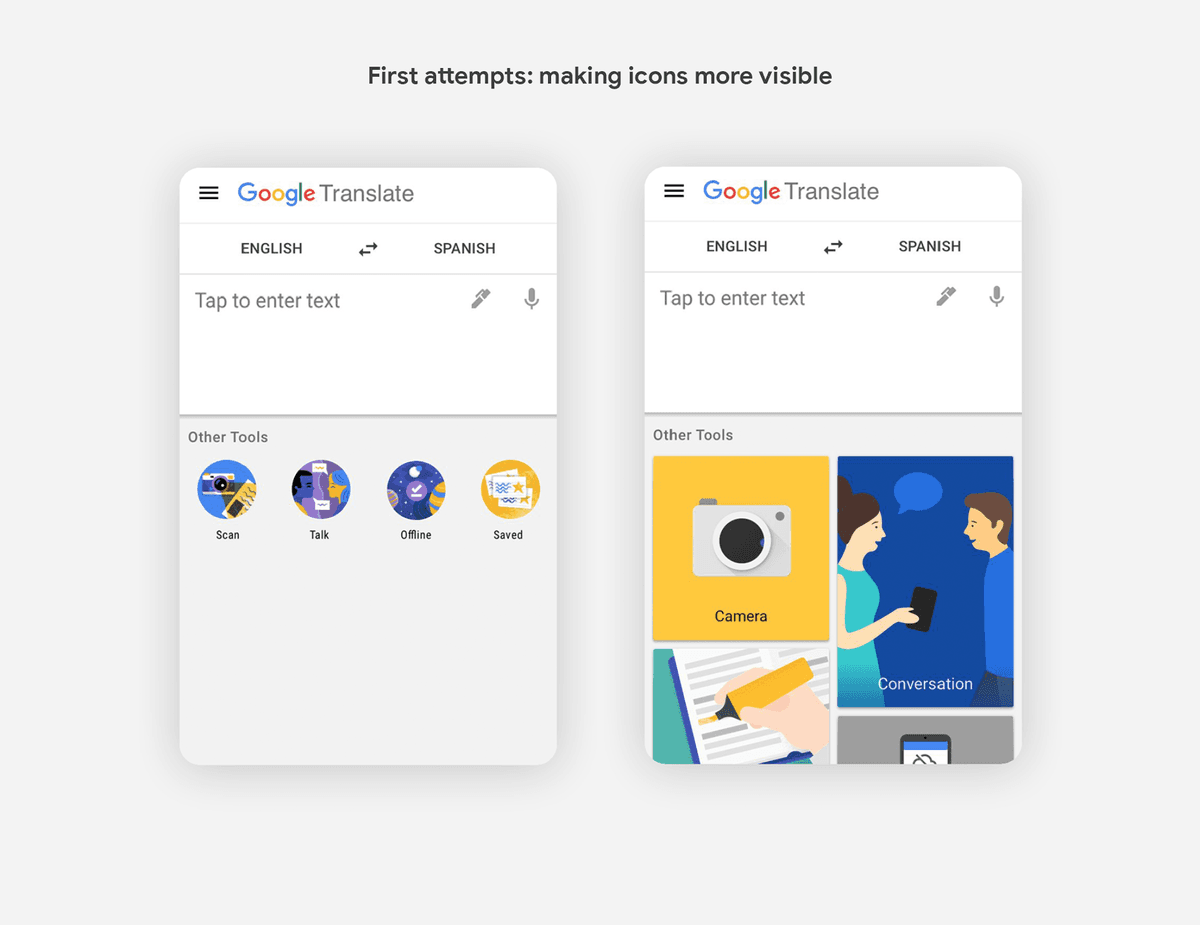 First attempts: making icons more visible
Google Translate
ENGLISH SPANISH
Tap to enter text
Other Tools
Scan Talk Offline Saved
Google Translate
ENGLISH SPANISH
Tap to enter text
Other Tools
Camera
Conversation